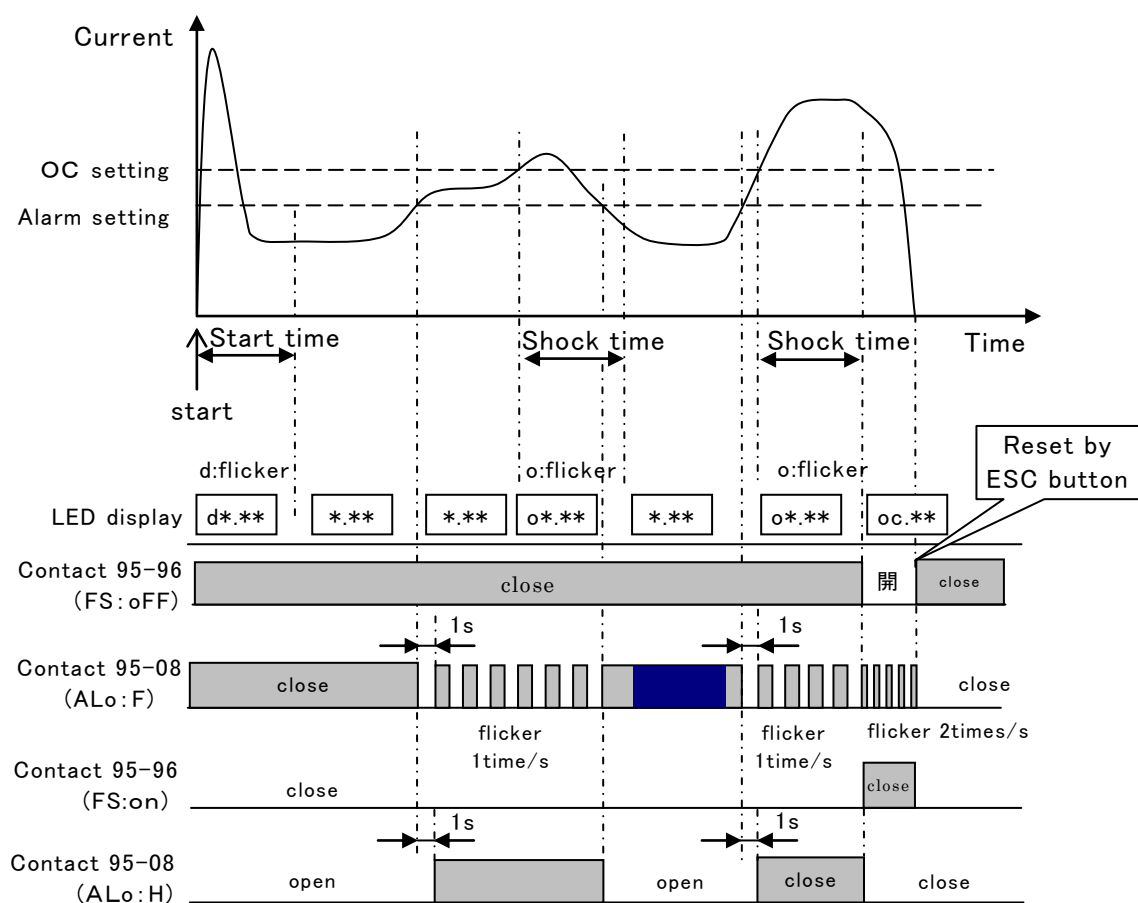 Current
OC setting
Alarm setting
Start time
Shock time
Shock time
Time
start
Reset by
ESC button
d:flicker
o:flicker
o:flicker
LED display
d*.**
*.**
*.**
o*.**
*.**
o*.**
oc.**
Contact 95-96
(FS:oFF)
close
開
close
1s
1s
Contact 95-08
(ALo:F)
close
close
flicker
1time/s
flicker
1time/s
flicker 2times/s
Contact 95-96
(FS:on)
close
close
1s
1s
Contact 95-08
(ALo:H)
open
open
close
close